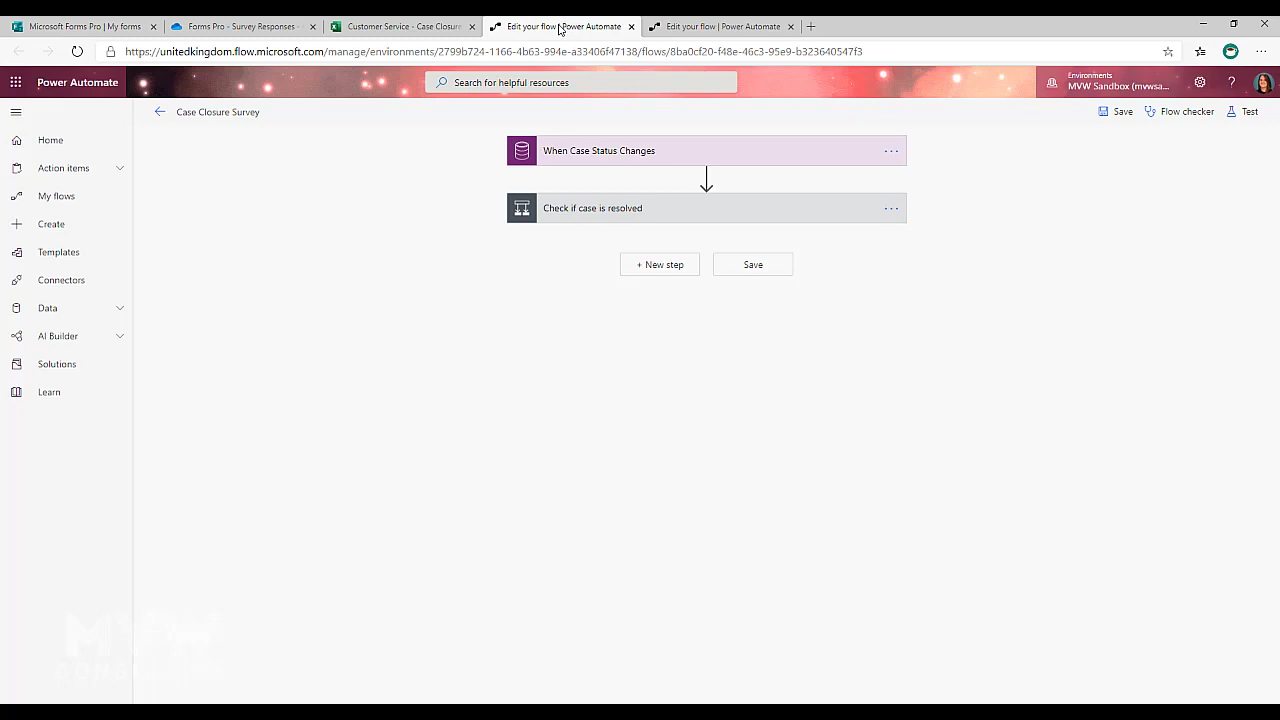 Microsoft Forms Pro | My forms
Forms Pro - Survey Responses -
Customer Service - Case Closure
Edit your flow | Power Automate
Edit your flow | Power Automate
https://unitedkingdom.flow.microsoft.com/manage/environments/2759b724-1166-4b63-994e-a33406f47138/flows/8ba0cf20-f48e-46c3-95e9-b323640547f3
Power Automate
Search for helpful resources
Environments
MVW Sandbox (mvwsa...
Case Closure Survey
Save
Flow checker
Test
Home
Action items
My flows
Create
Templates
Connectors
Data
AI Builder
Solutions
Learn
When Case Status Changes
Check if case is resolved
+ New step
Save